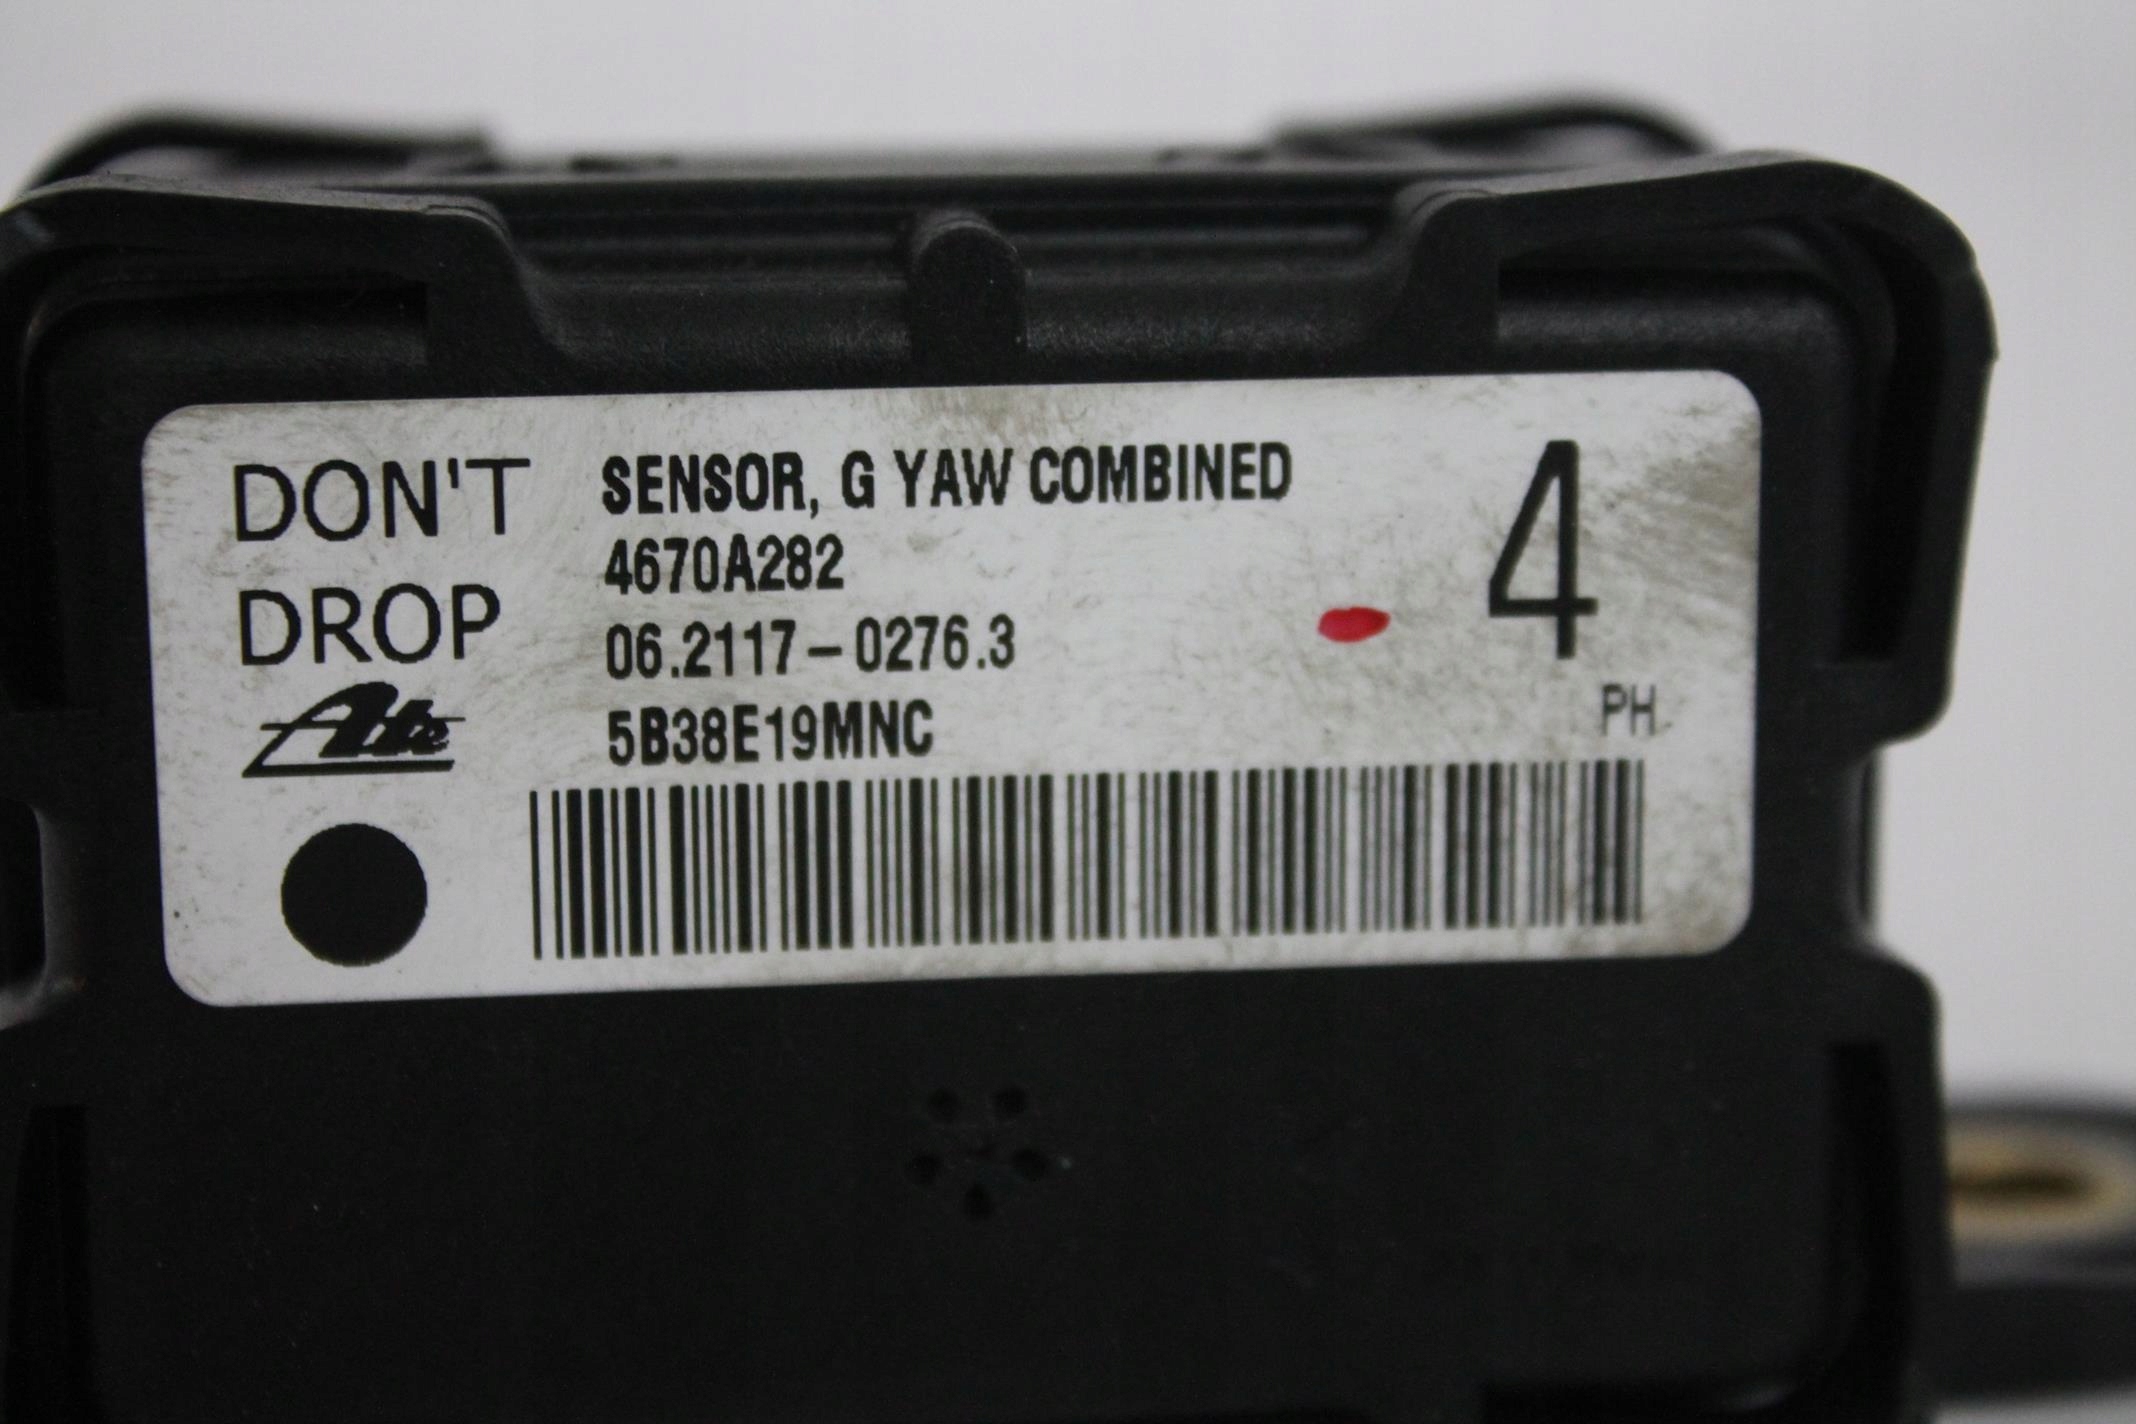 DON'T
DROP
Ate
SENSOR, G YAW COMBINED
4670A282
06.2117-0276.3
5B38E19MNC
4
PH